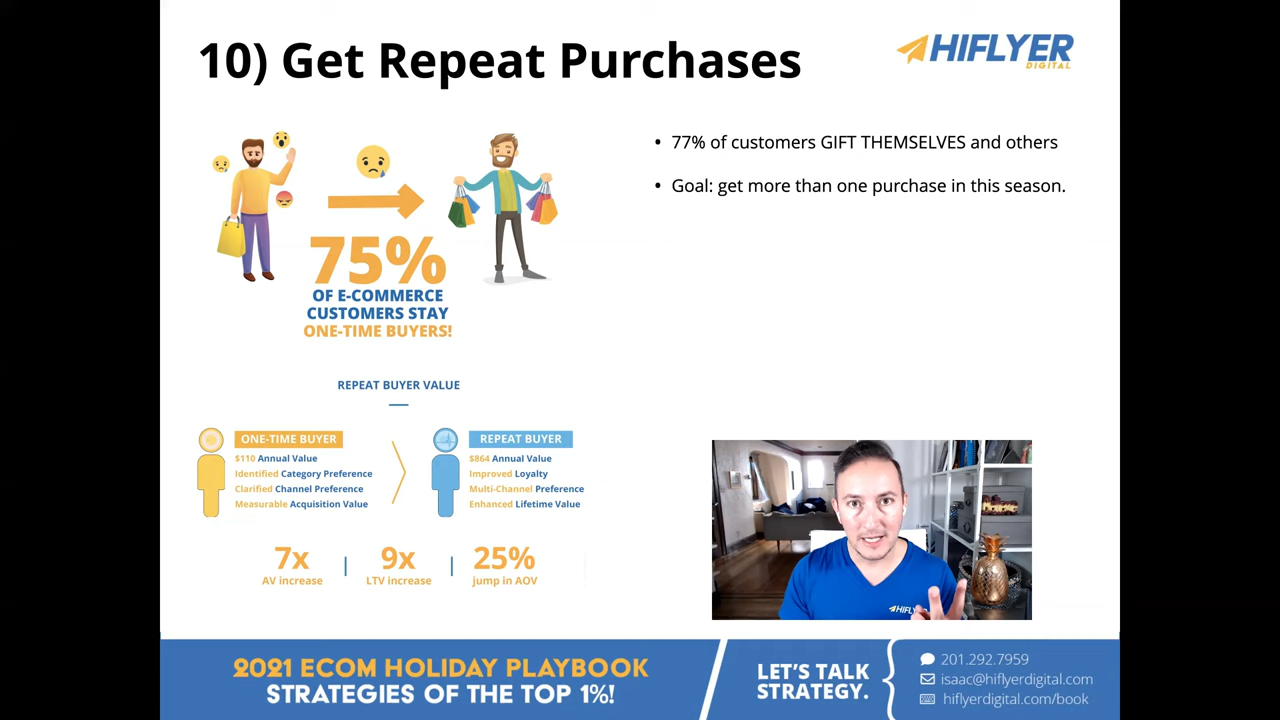 10) Get Repeat Purchases
HIFLYER
DIGITAL
75%
OF E-COMMERCE
CUSTOMERS STAY
ONE-TIME BUYERS!
• 77% of customers GIFT THEMSELVES and others
• Goal: get more than one purchase in this season.
REPEAT BUYER VALUE
ONE-TIME BUYER
$110 Annual Value
Identified Category Preference
Clarified Channel Preference
Measurable Acquisition Value
REPEAT BUYER
$864 Annual Value
Improved Loyalty
Multi-Channel Preference
Enhanced Lifetime Value
7x
AV increase
9x
LTV increase
25%
jump in AOV
HIFLY
2021 ECOM HOLIDAY PLAYBOOK
STRATEGIES OF THE TOP 1%!
LET'S TALK
STRATEGY.
201.292.7959
isaac@hiflyerdigital.com
hiflyerdigital.com/book